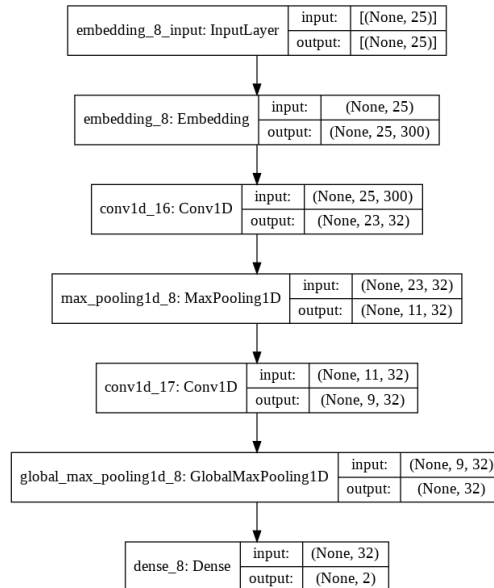 embedding_8_input: InputLayer
input: [(None, 25)]
output: [(None, 25)]
embedding_8: Embedding
input: (None, 25)
output: (None, 25, 300)
conv1d_16: Conv1D
input: (None, 25, 300)
output: (None, 23, 32)
max_pooling1d_8: MaxPooling1D
input: (None, 23, 32)
output: (None, 11, 32)
conv1d_17: Conv1D
input: (None, 11, 32)
output: (None, 9, 32)
global_max_pooling1d_8: GlobalMaxPooling1D
input: (None, 9, 32)
output: (None, 32)
dense_8: Dense
input: (None, 32)
output: (None, 2)